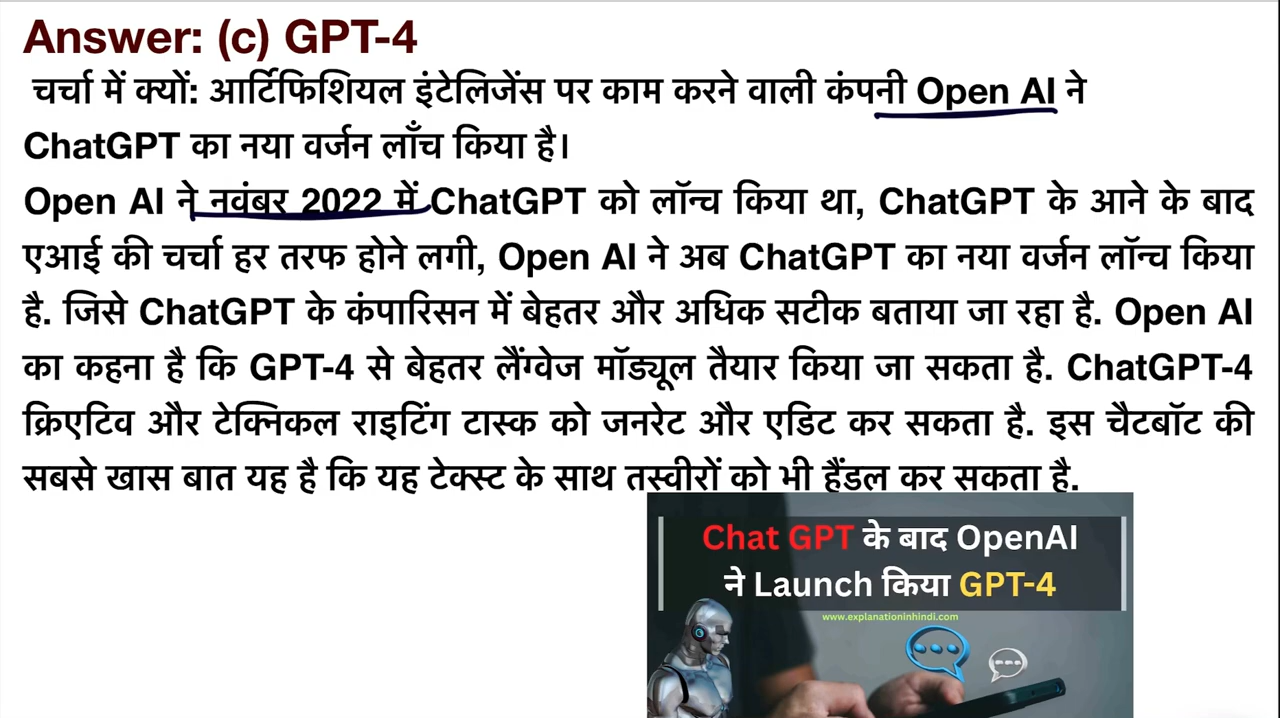 Answer: (c) GPT-4
चर्चा में क्यों: आर्टिफिशियल इंटेलिजेंस पर काम करने वाली कंपनी Open AI ने
ChatGPT का नया वर्जन लाँच किया है।
Open AI ने नवंबर 2022 में ChatGPT को लॉन्च किया था, ChatGPT के आने के बाद
एआई की चर्चा हर तरफ होने लगी, Open AI ने अब ChatGPT का नया वर्जन लॉन्च किया
है. जिसे ChatGPT के कंपारिसन में बेहतर और अधिक सटीक बताया जा रहा है. Open AI
का कहना है कि GPT-4 से बेहतर लैंग्वेज मॉड्यूल तैयार किया जा सकता है. ChatGPT-4
क्रिएटिव और टेक्निकल राइटिंग टास्क को जनरेट और एडिट कर सकता है. इस चैटबॉट की
सबसे खास बात यह है कि यह टेक्स्ट के साथ तस्वीरों को भी हैंडल कर सकता है.
Chat GPT के बाद OpenAI
ने Launch किया GPT-4
www.explanationinhindi.com